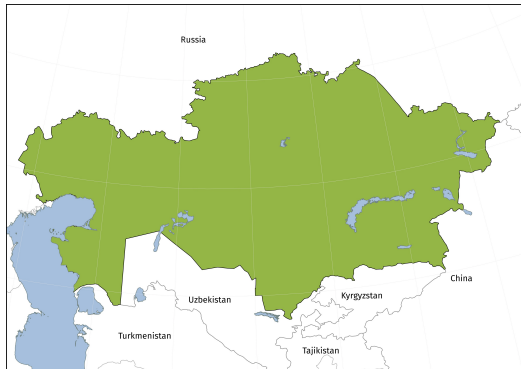 Russia
China
Kyrgyzstan
Uzbekistan
Turkmenistan
Tajikistan